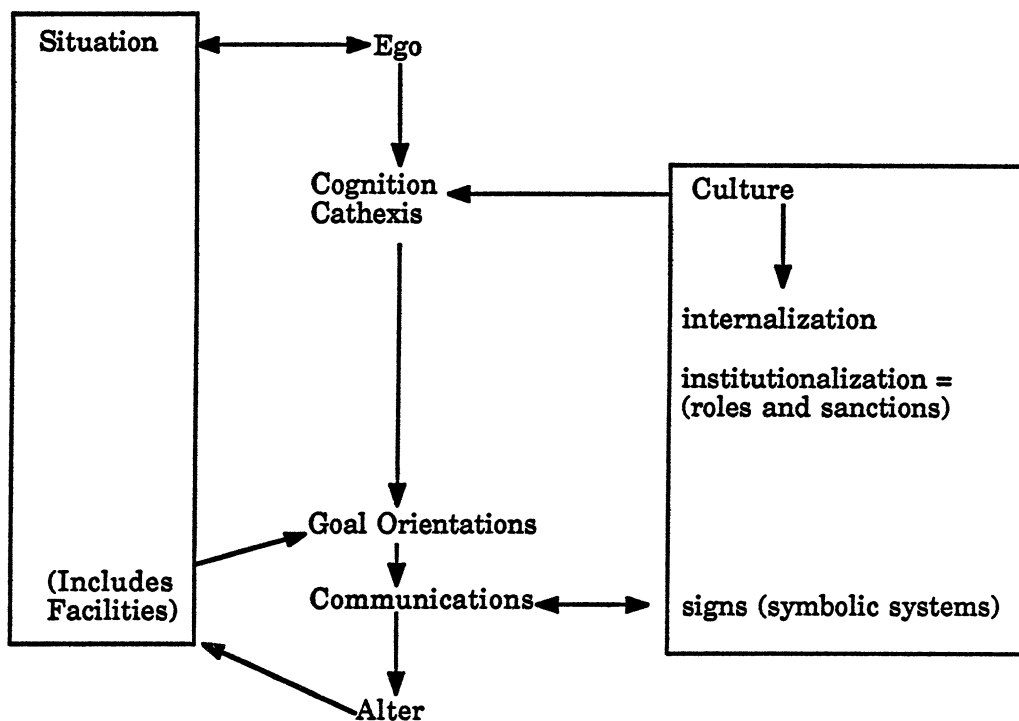 Situation
Ego
Cognition
Cathexis
Culture
internalization
institutionalization =
(roles and sanctions)
Goal Orientations
(Includes
Facilities)
Communications
signs (symbolic systems)
Alter